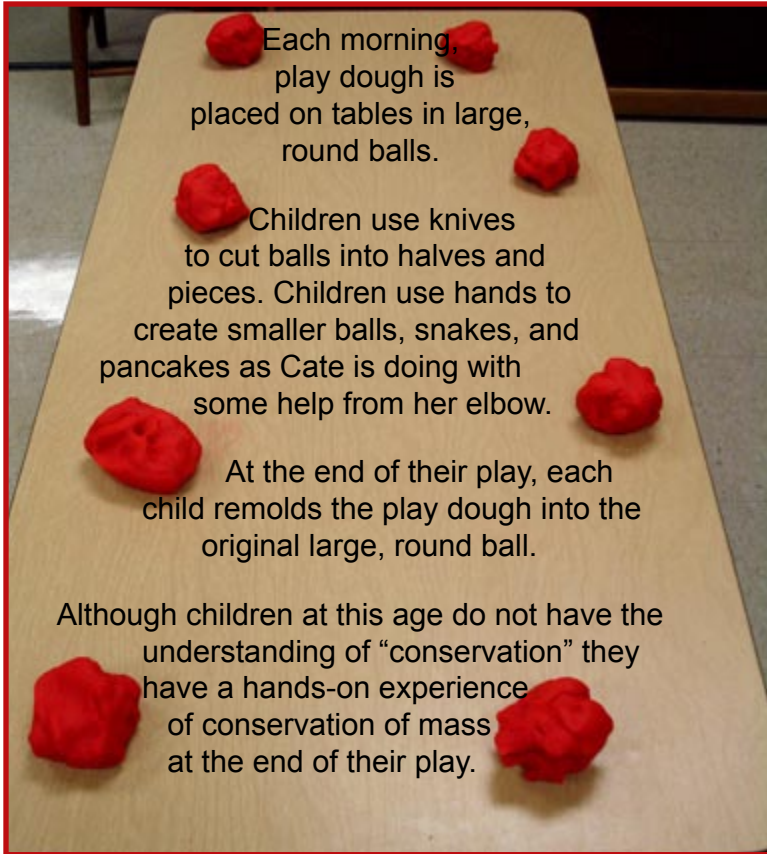 Each morning,
play dough is
placed on tables in large,
round balls.
Children use knives
to cut balls into halves and
pieces. Children use hands to
create smaller balls, snakes, and
pancakes as Cate is doing with
some help from her elbow.
At the end of their play, each
child remolds the play dough into the
original large, round ball.
Although children at this age do not have the
understanding of “conservation” they
have a hands-on experience
of conservation of mass
at the end of their play.